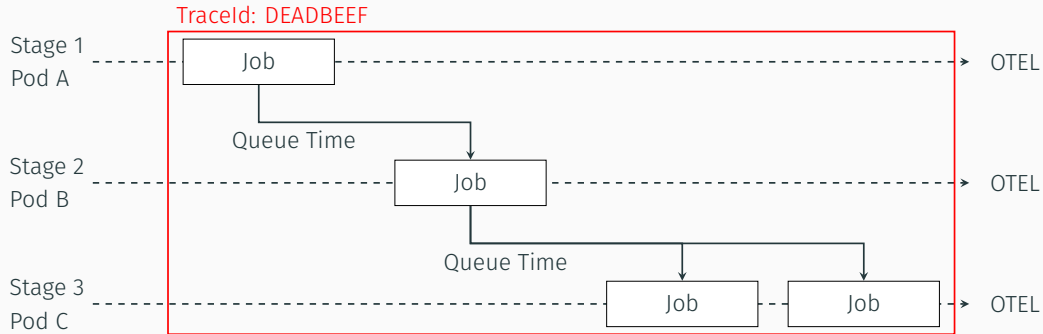 TraceId: DEADBEEF
Stage 1
Pod A
Job
OTEL
Queue Time
Stage 2
Pod B
Job
OTEL
Queue Time
Stage 3
Pod C
Job
Job
OTEL